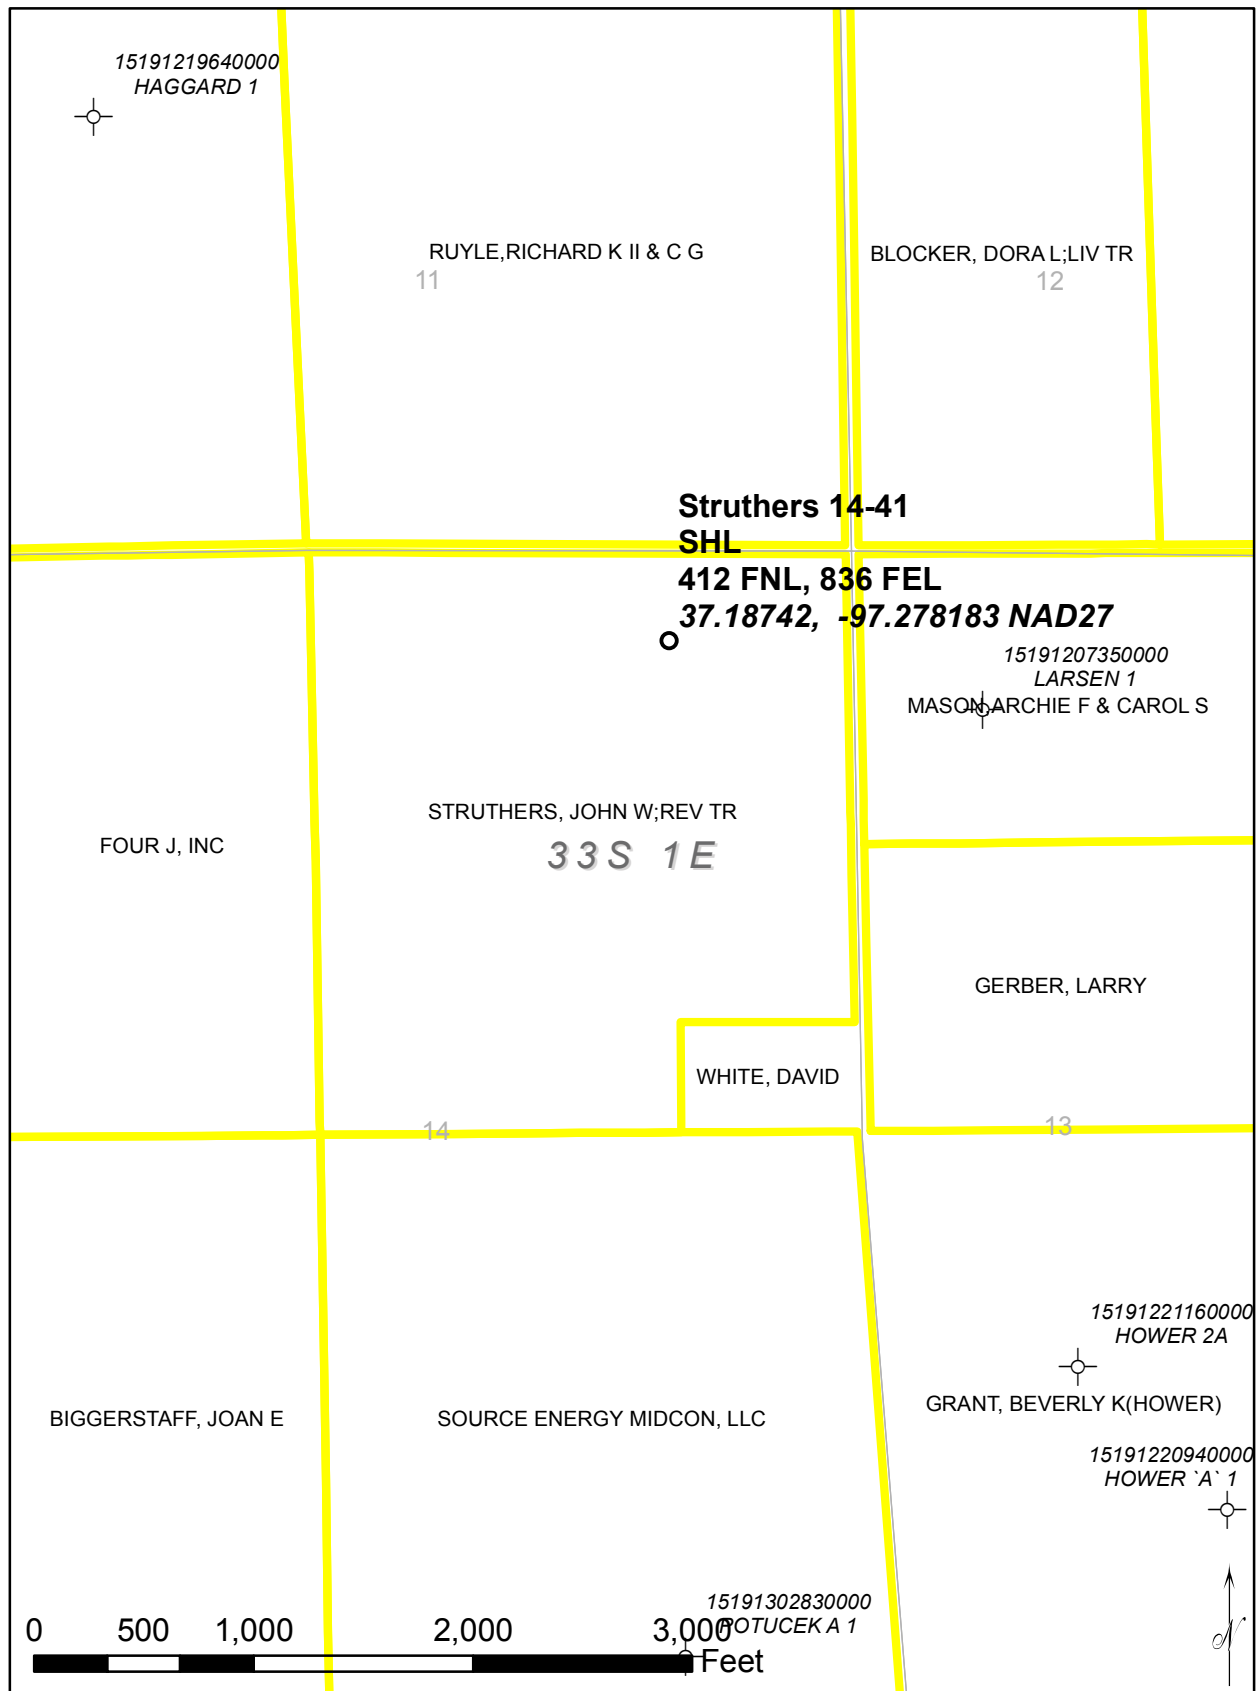 15191219640000
HAGGARD 1
RUYLE,RICHARD K II & C G
11
BLOCKER, DORA L;LIV TR
12
Struthers 14-41
SHL
412 FNL, 836 FEL
37.18742, -97.278183 NAD27
15191207350000
LARSEN 1
MASON,ARCHIE F & CAROL S
STRUTHERS, JOHN W;REV TR
33S 1E
FOUR J, INC
GERBER, LARRY
WHITE, DAVID
14
13
15191221160000
HOWER 2A
GRANT, BEVERLY K(HOWER)
BIGGERSTAFF, JOAN E
SOURCE ENERGY MIDCON, LLC
15191220940000
HOWER `A` 1
15191302830000
POTUCEK A 1
0 500 1,000 2,000 3,000
Feet
N